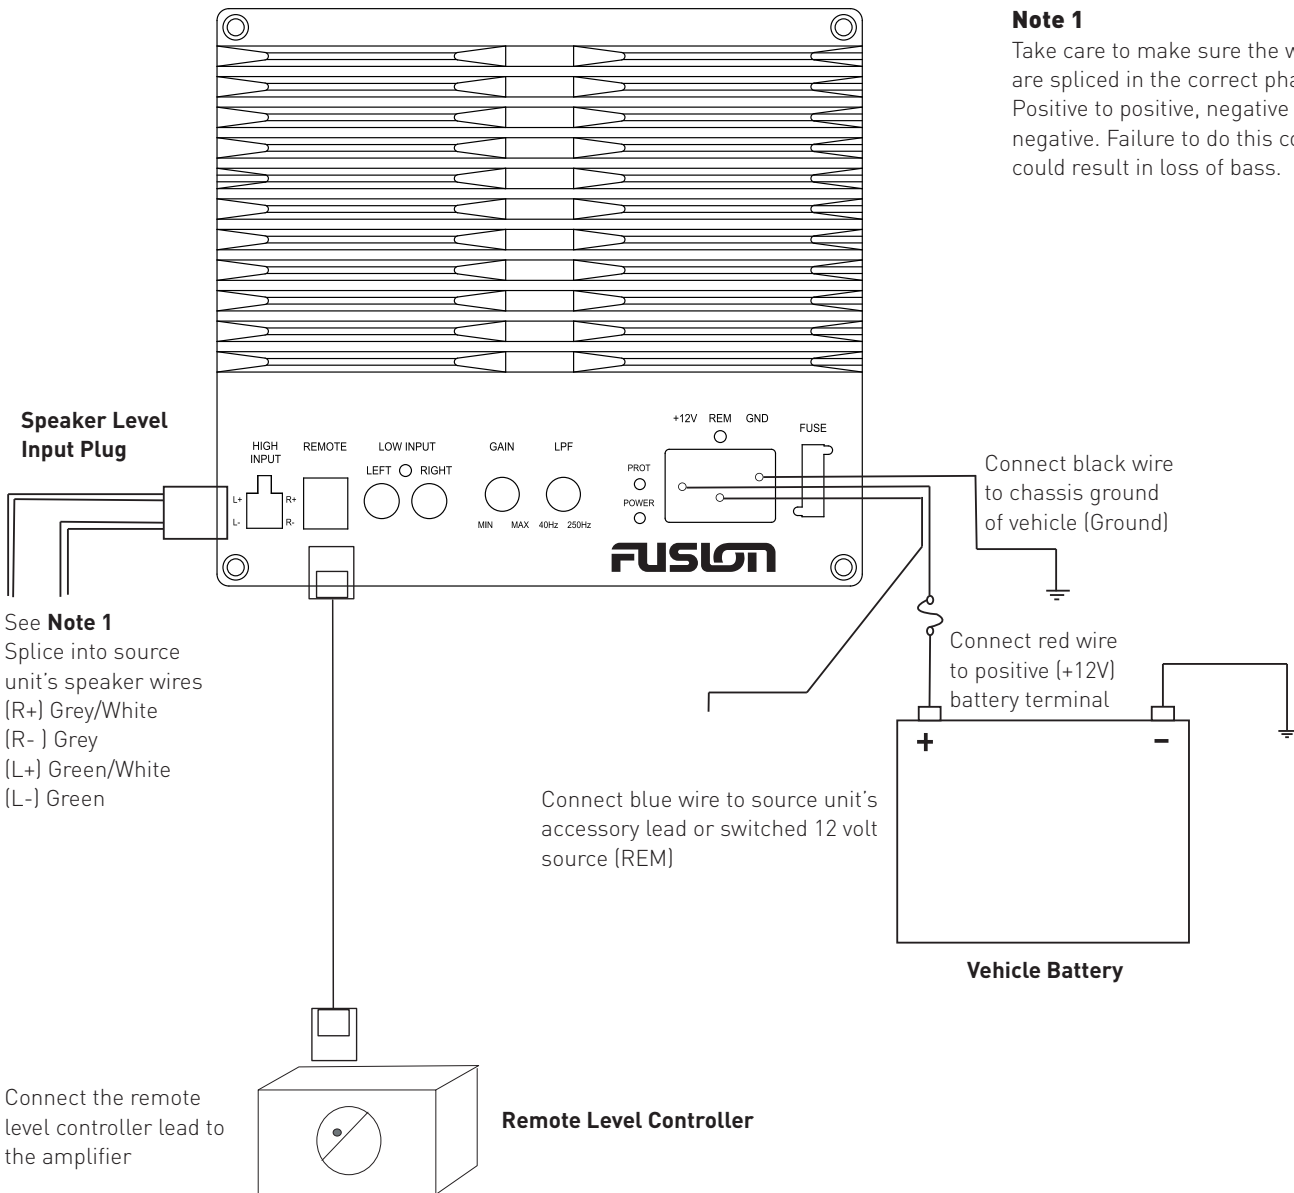 Note 1
Take care to make sure the
are spliced in the correct
Positive to positive, negative
negative. Failure to do this
could result in loss of bass.
Speaker Level
Input Plug
HIGH
INPUT
REMOTE
LOW INPUT
LEFT
RIGHT
GAIN
LPF
+12V REM GND
FUSE
PROT
POWER
L+
R+
L-
R-
MIN
MAX
40Hz
250Hz
FUSION
Connect black wire
to chassis ground
of vehicle (Ground)
See Note 1
Splice into source
unit's speaker wires
(R+) Grey/White
(R- ) Grey
(L+) Green/White
(L-) Green
Connect red wire
to positive (+12V)
battery terminal
+
–
Connect blue wire to source unit's
accessory lead or switched 12 volt
source (REM)
Vehicle Battery
Connect the remote
level controller lead to
the amplifier
Remote Level Controller